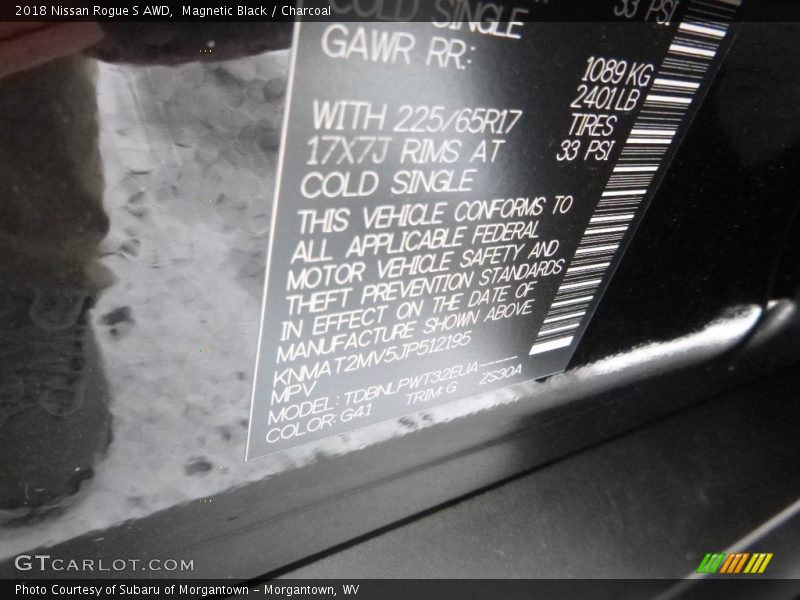 2018 Nissan Rogue S AWD, Magnetic Black / Charcoal
COLD SINGLE 33 PSI
GAWR RR: 1089 KG
2401 LB
WITH 225/65R17 TIRES
17X7J RIMS AT 33 PSI
COLD SINGLE
THIS VEHICLE CONFORMS TO
ALL APPLICABLE FEDERAL
MOTOR VEHICLE SAFETY AND
THEFT PREVENTION STANDARDS
IN EFFECT ON THE DATE OF
MANUFACTURE SHOWN ABOVE
KNMAT2MV5JP512195
MPV
MODEL: TDBNLPWT32EUA-----
COLOR: G41 TRIM: G ZS30A
GTCARLOT.COM
Photo Courtesy of Subaru of Morgantown - Morgantown, WV